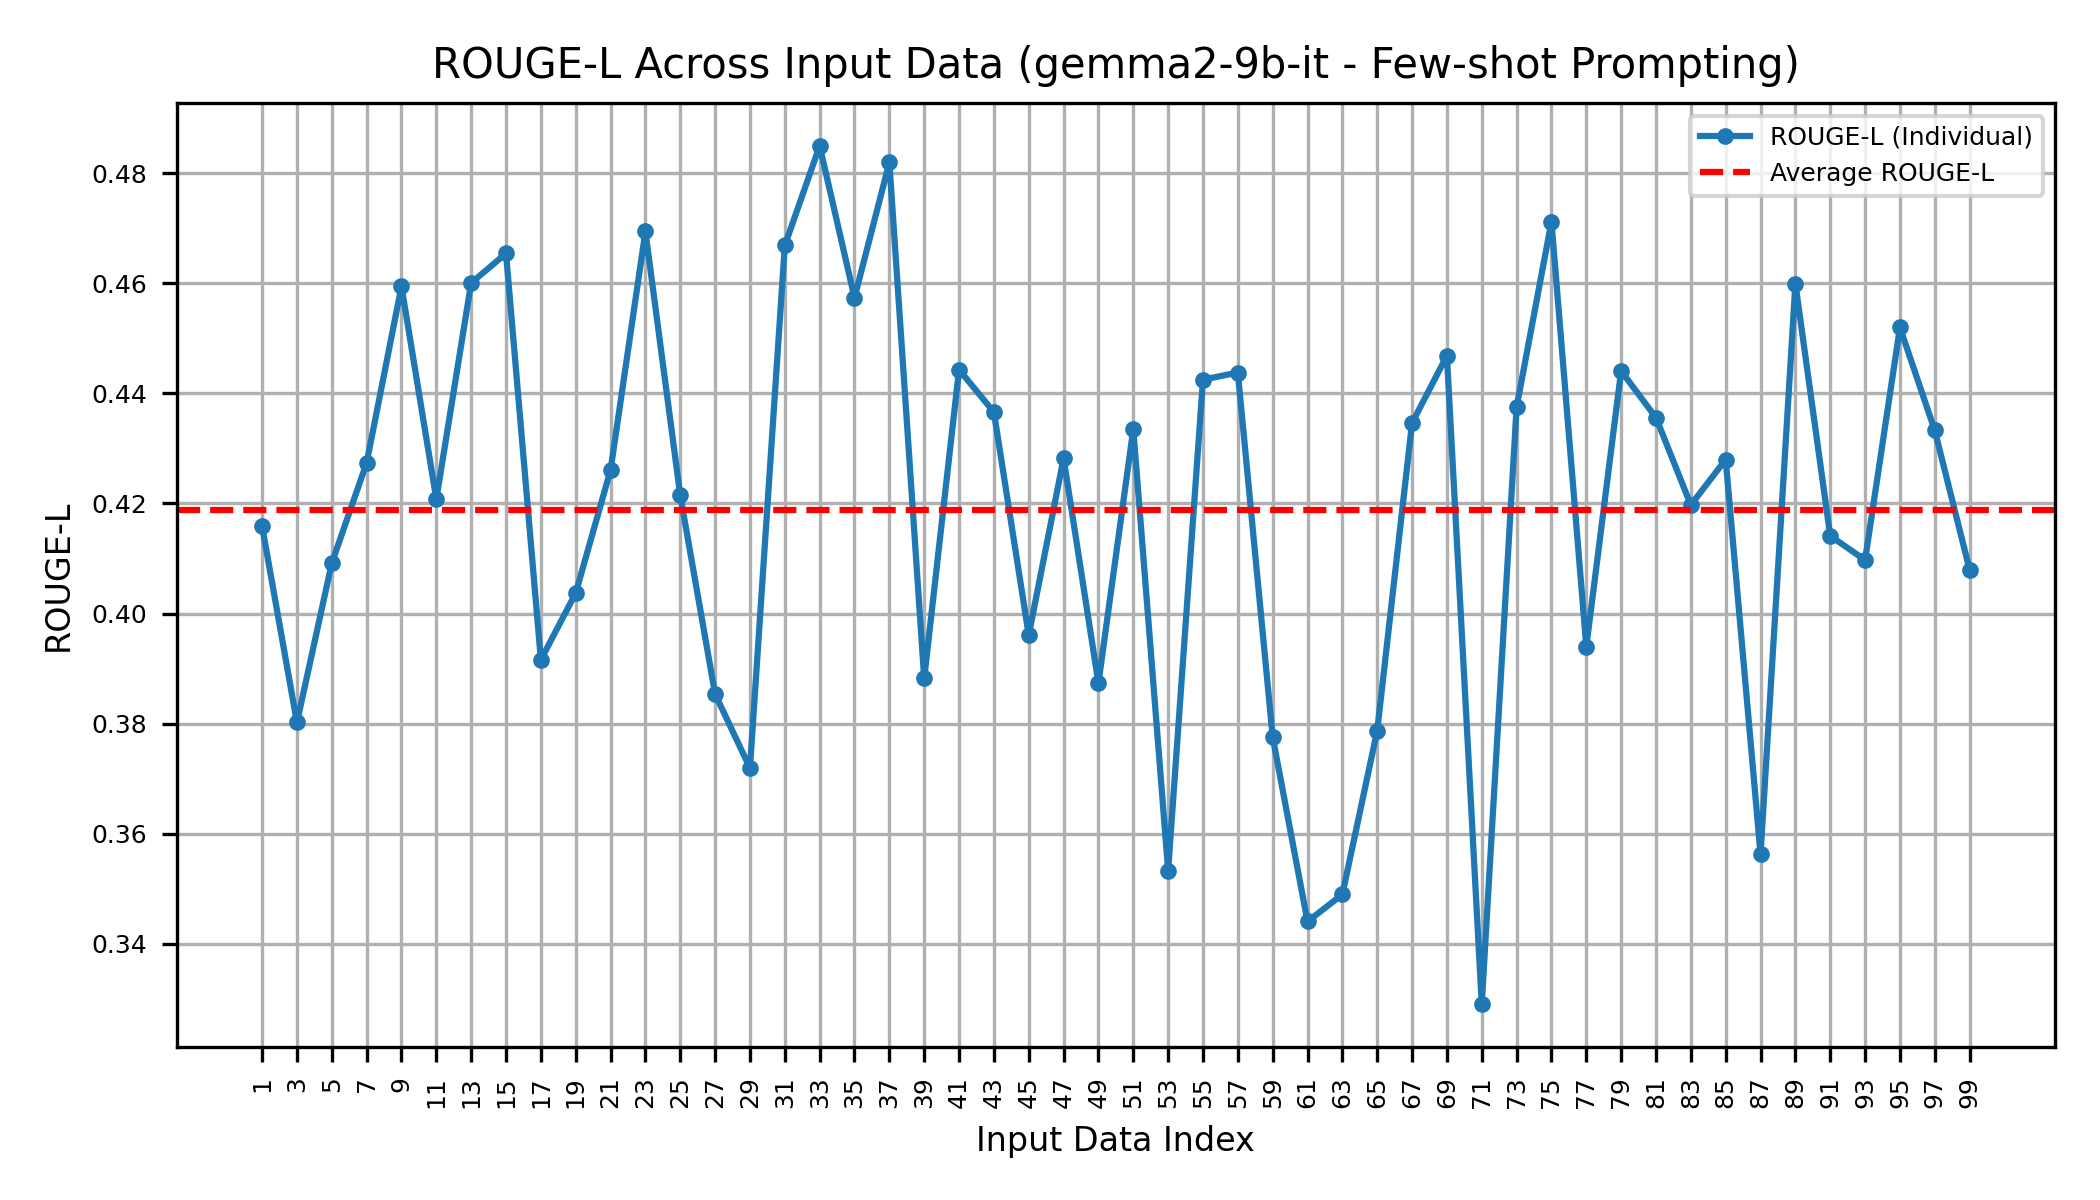 ROUGE-L Across Input Data (gemma2-9b-it - Few-shot Prompting)
ROUGE-L (Individual)
Average ROUGE-L
ROUGE-L
0.48
0.46
0.44
0.42
0.40
0.38
0.36
0.34
1 3 5 7 9 11 13 15 17 19 21 23 25 27 29 31 33 35 37 39 41 43 45 47 49 51 53 55 57 59 61 63 65 67 69 71 73 75 77 79 81 83 85 87 89 91 93 95 97 99
Input Data Index